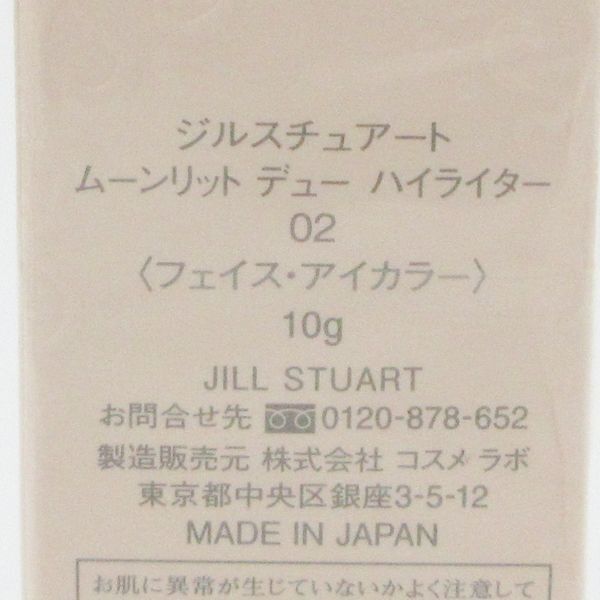 ジルスチュアート
ムーンリット デュー ハイライター
02
〈フェイス・アイカラー〉
10g
JILL STUART
お問合せ先 0120-878-652
製造販売元 株式会社 コスメ ラボ
東京都中央区銀座3-5-12
MADE IN JAPAN
お肌に異常が生じていないかよく注意して